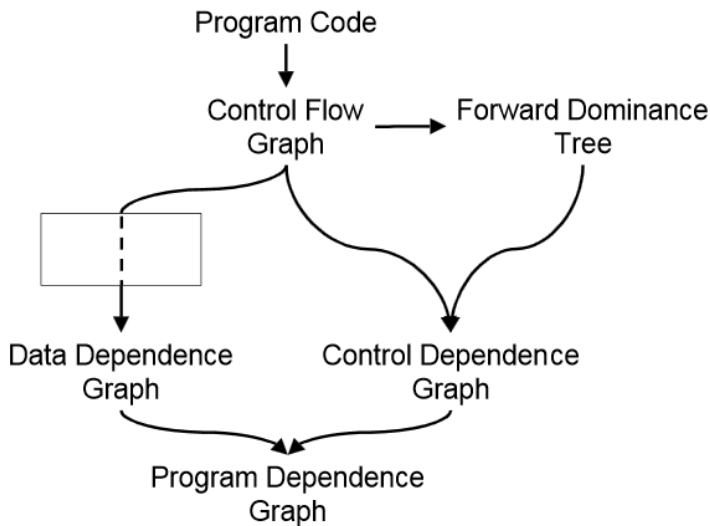 Program Code
Control Flow
Graph
Forward Dominance
Tree
Data Dependence
Graph
Control Dependence
Graph
Program Dependence
Graph